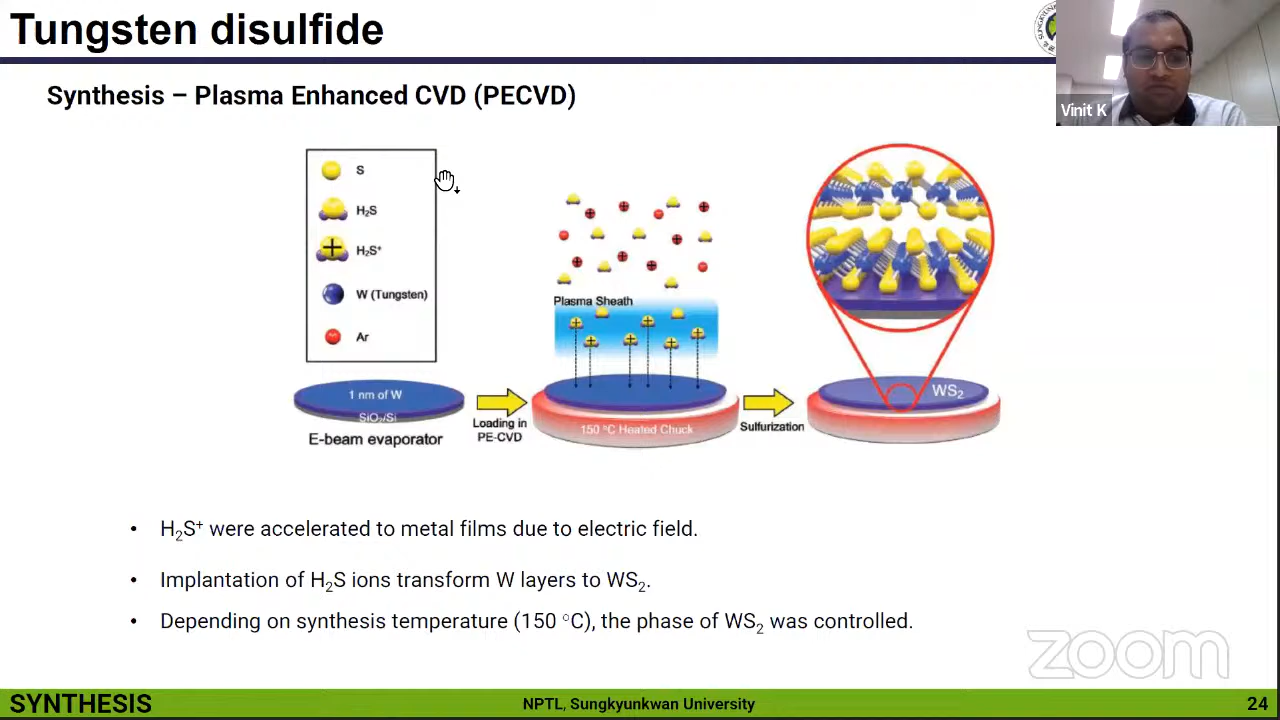 Tungsten disulfide
Vinit K
Synthesis – Plasma Enhanced CVD (PECVD)
S
H₂S
H₂S⁺
W (Tungsten)
Ar
Plasma Sheath
1 nm of W
SiO₂/Si
E-beam evaporator
Loading in
PE-CVD
150 °C Heated Chuck
Sulfurization
WS₂
• H₂S⁺ were accelerated to metal films due to electric field.
• Implantation of H₂S ions transform W layers to WS₂.
• Depending on synthesis temperature (150 °C), the phase of WS₂ was controlled.
zoom
SYNTHESIS
NPTL, Sungkyunkwan University
24